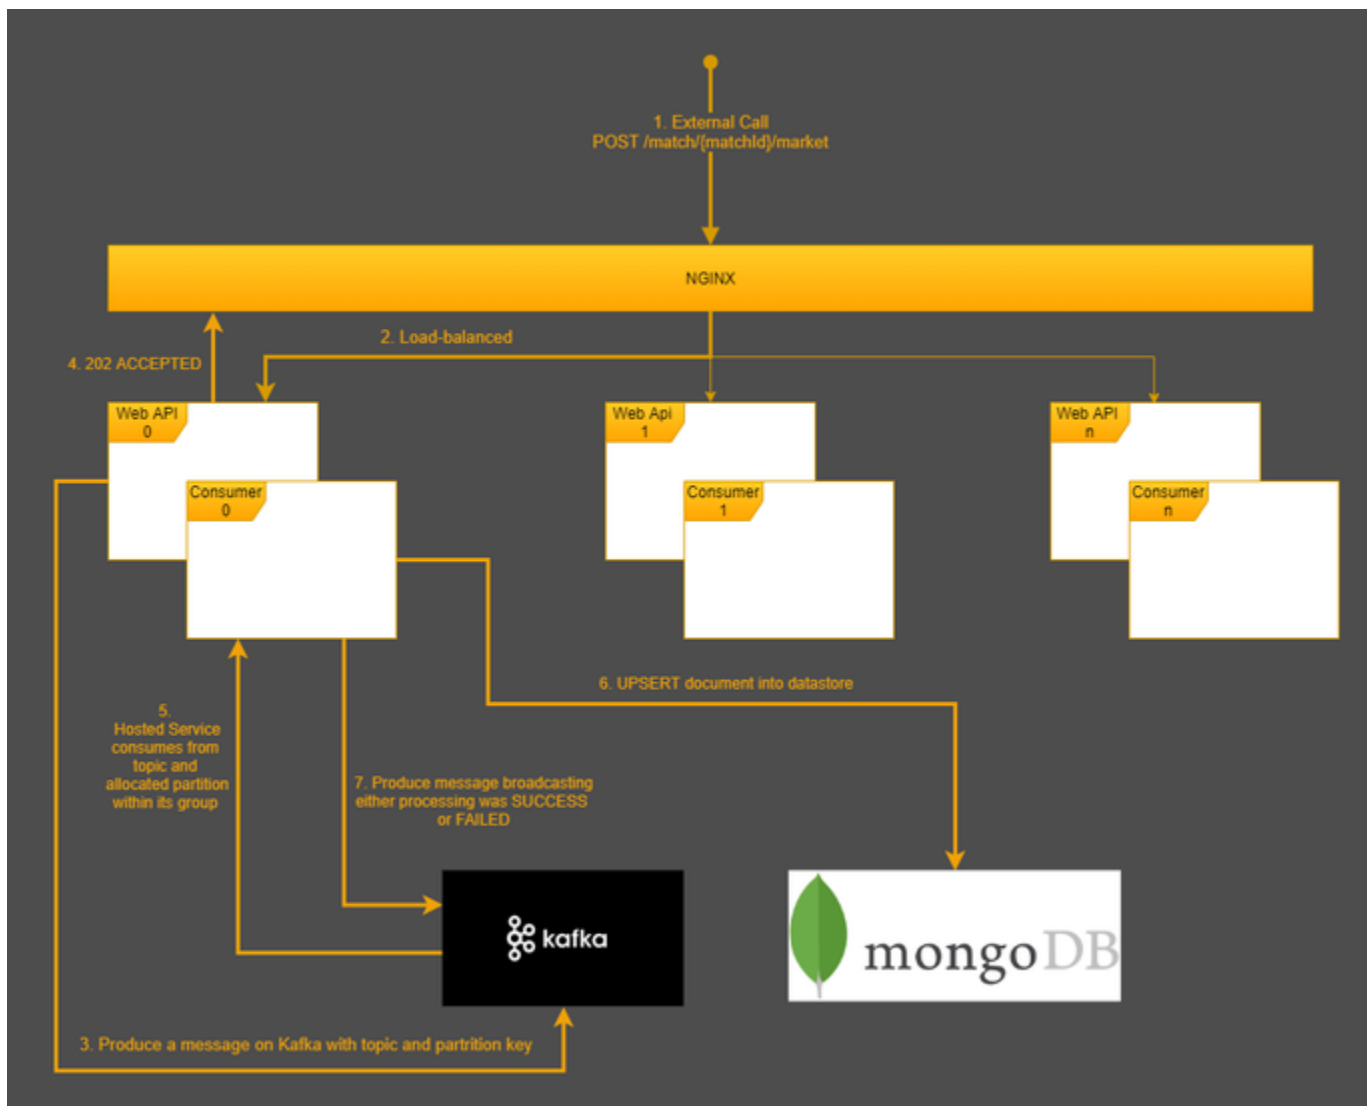 1. External Call
POST /match/{matchId}/market
NGINX
2. Load-balanced
4. 202 ACCEPTED
Web API
0
Web Api
1
Web API
n
Consumer
0
Consumer
1
Consumer
n
6. UPSERT document into datastore
5.
Hosted Service
consumes from
topic and
allocated partition
within its group
7. Produce message broadcasting
either processing was SUCCESS
or FAILED
kafka
mongoDB
3. Produce a message on Kafka with topic and partrition key